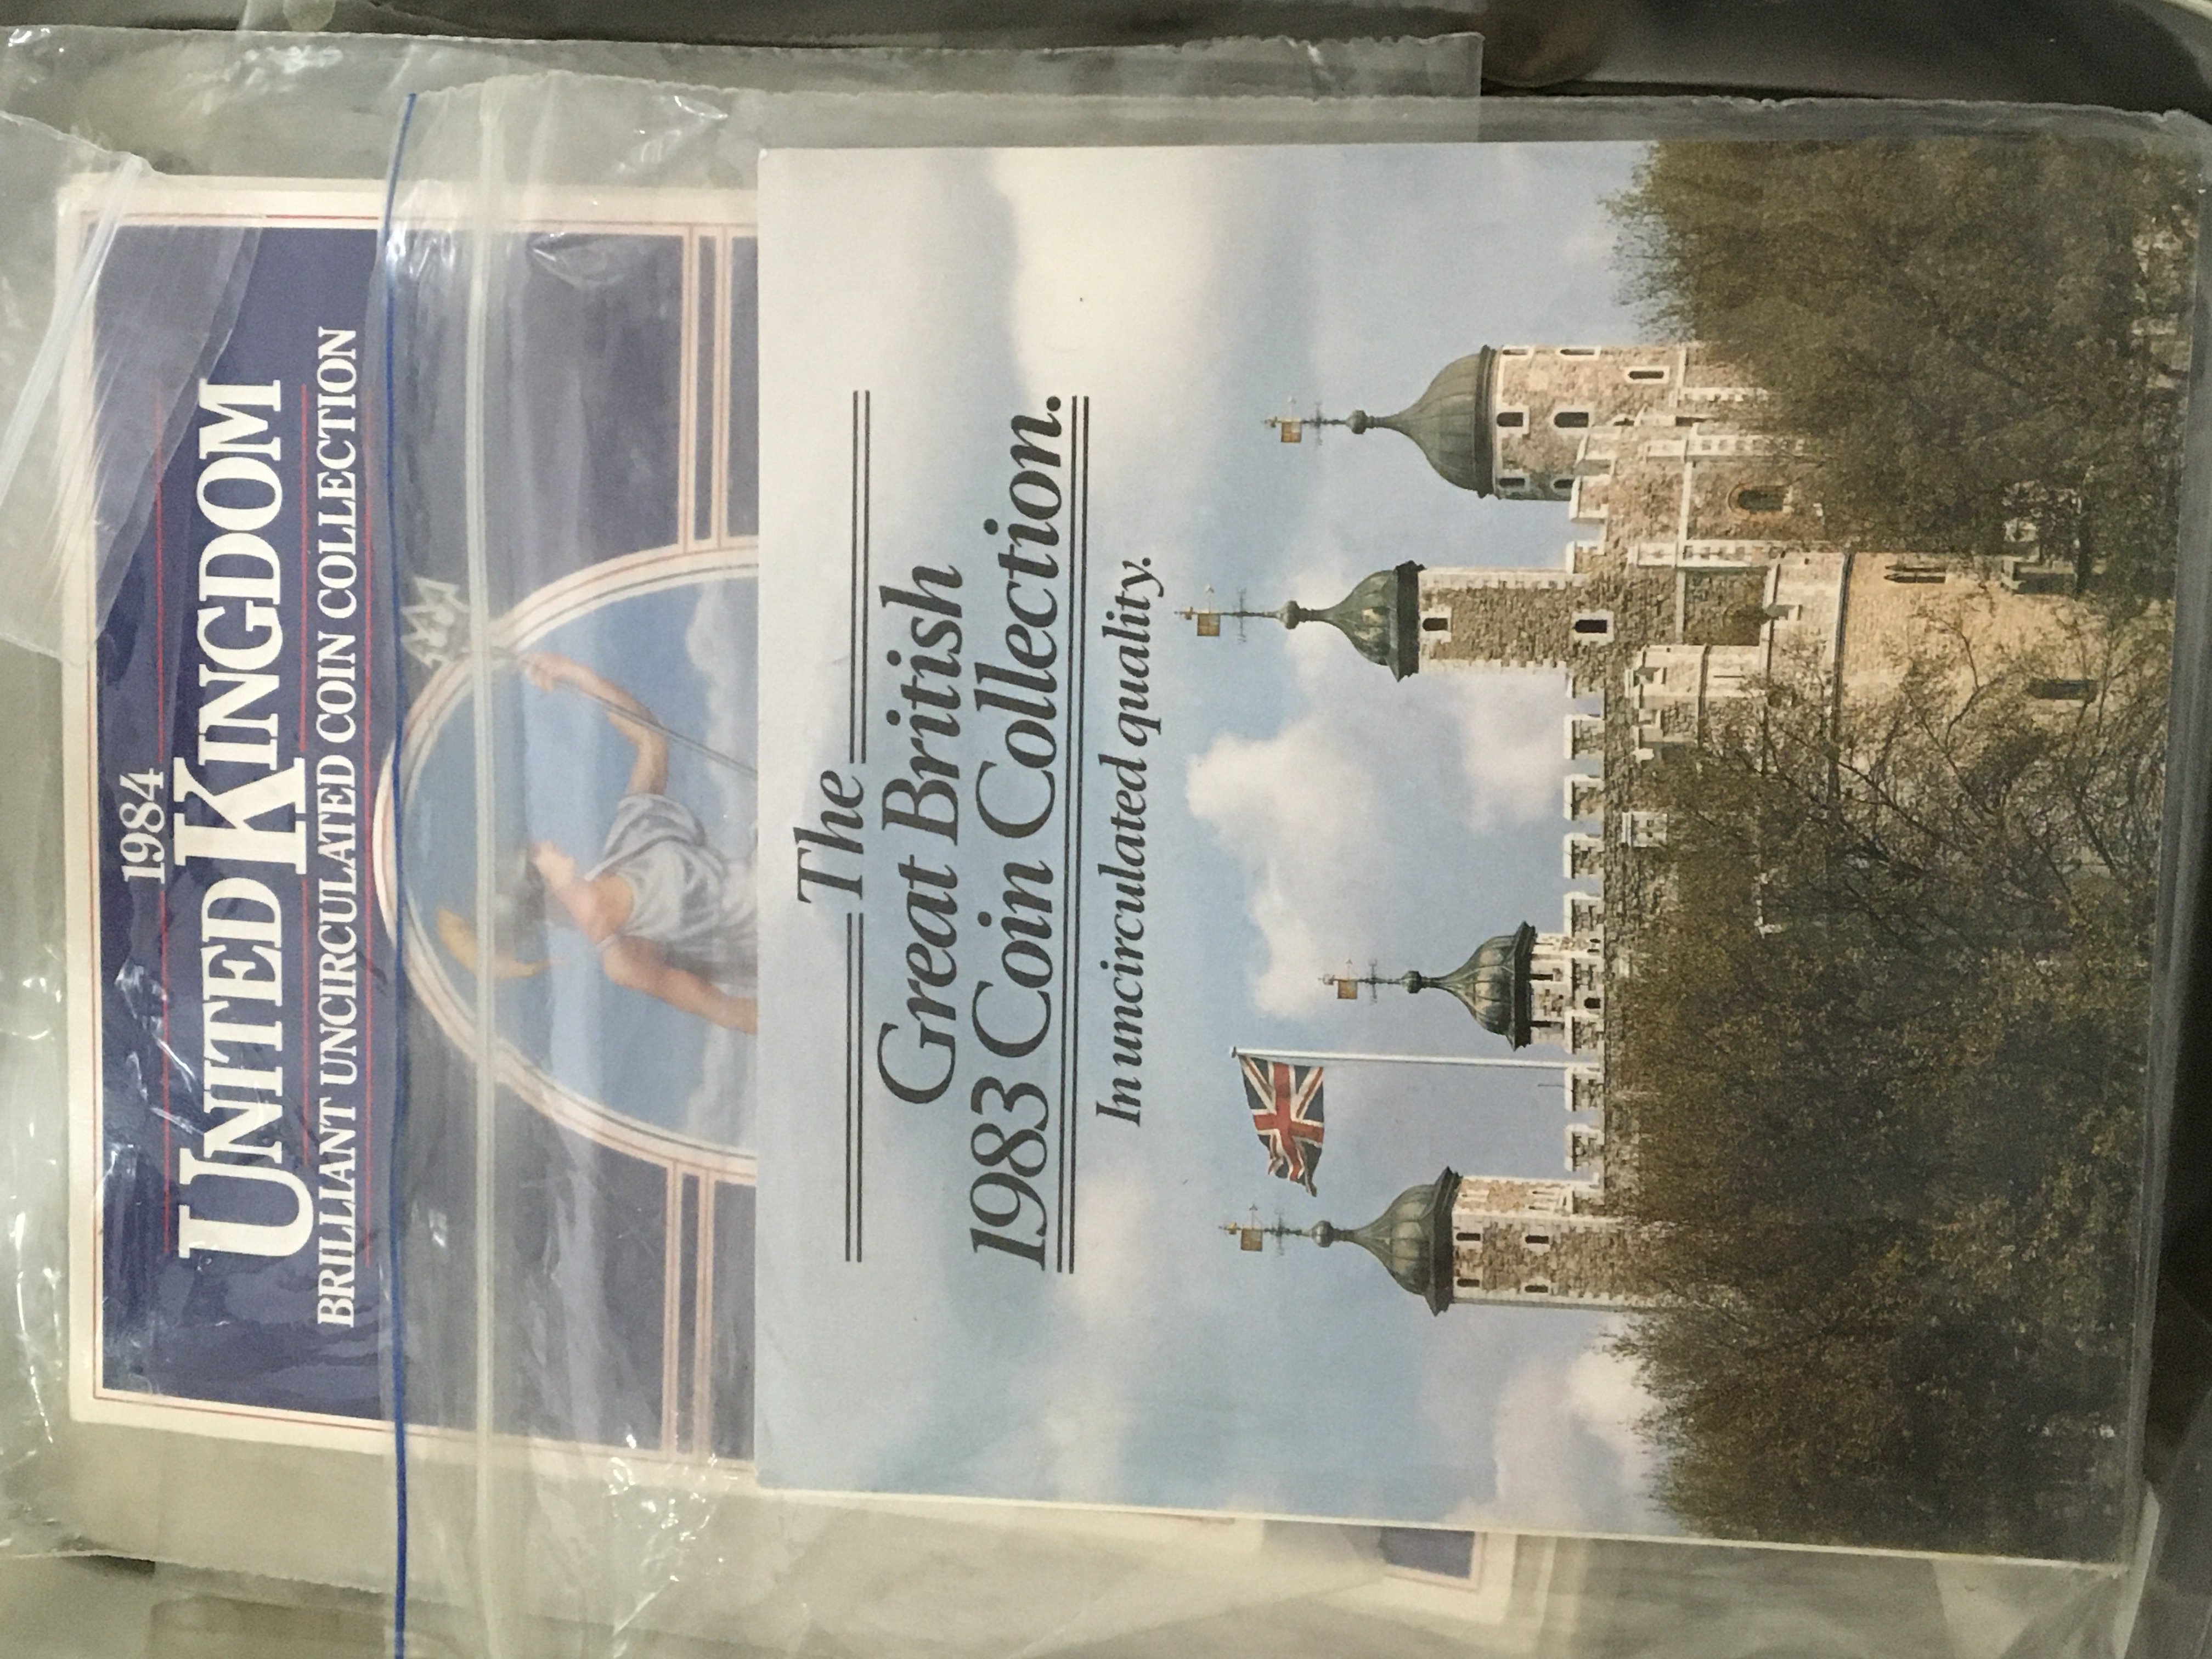 1984
UNITED KINGDOM
BRILLIANT UNCIRCULATED COIN COLLECTION
The
Great British
1983 Coin Collection.
In uncirculated quality.